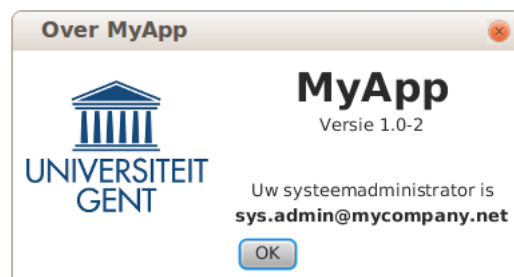 Over MyApp
UNIVERSITEIT
GENT
MyApp
Versie 1.0-2
Uw systeemadministrator is
sys.admin@mycompany.net
OK